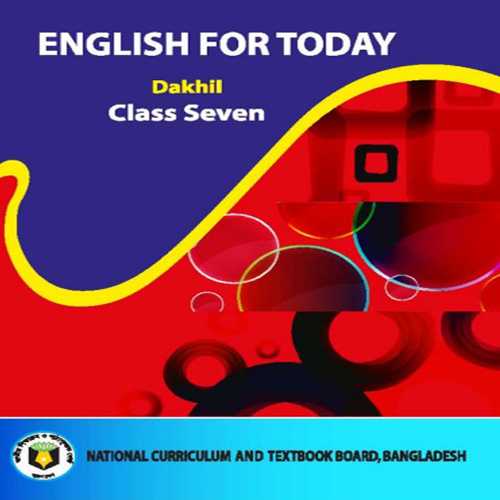 ENGLISH FOR TODAY
Dakhil
Class Seven
NATIONAL CURRICULUM AND TEXTBOOK BOARD, BANGLADESH